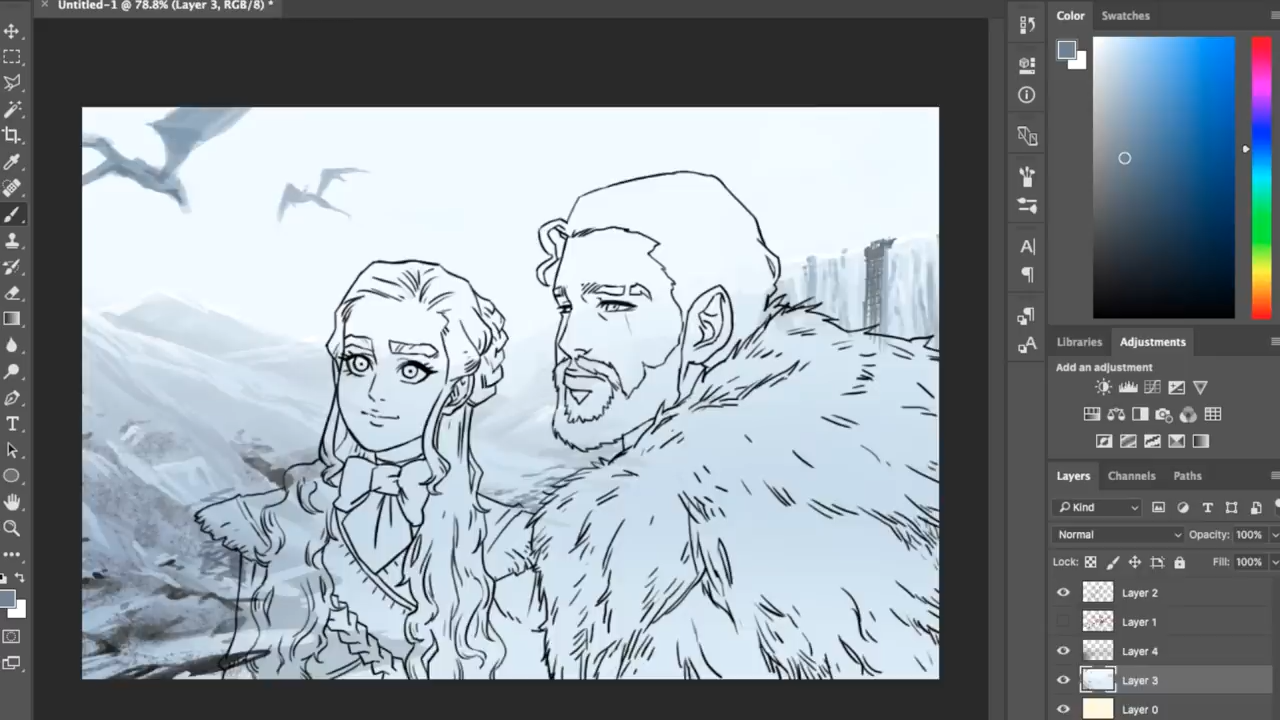 Untitled-1 @ 78.8% (Layer 3, RGB/8) *
Color
Swatches
Libraries
Adjustments
Add an adjustment
Layers
Channels
Paths
Kind
Normal
Opacity: 100%
Lock:
Fill: 100%
Layer 2
Layer 1
Layer 4
Layer 3
Layer 0